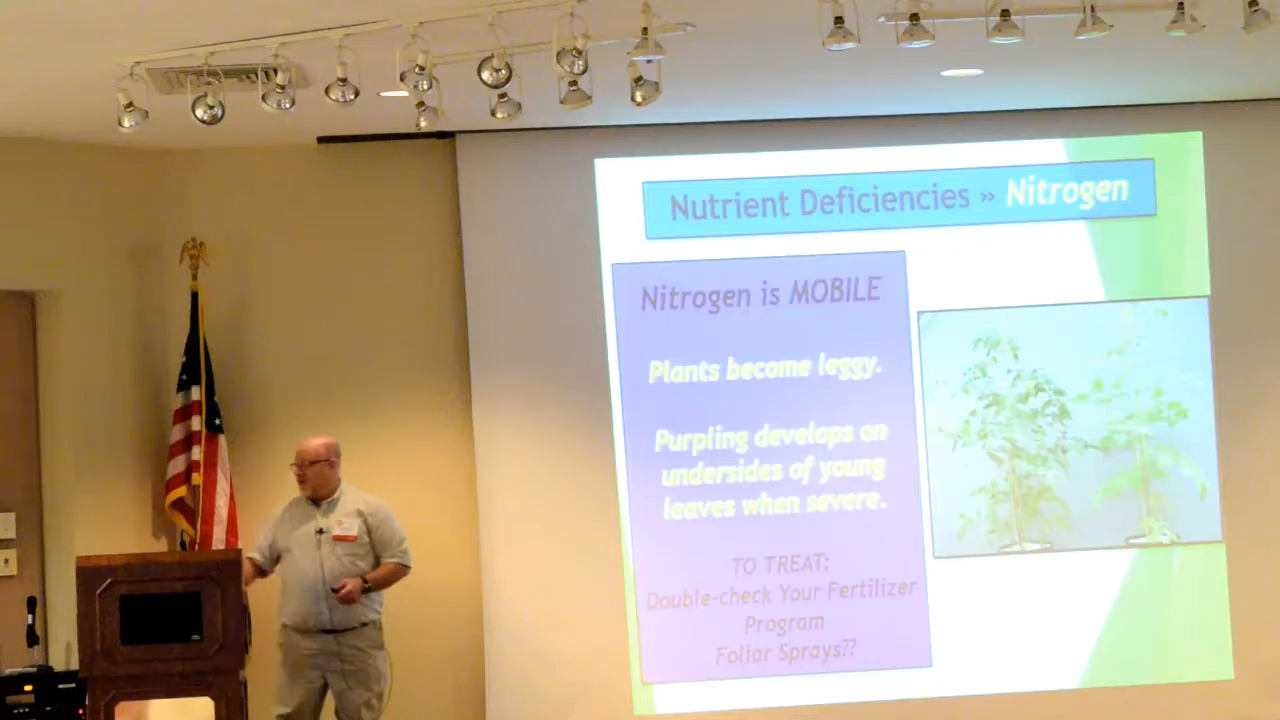 Nutrient Deficiencies » Nitrogen
Nitrogen is MOBILE
Plants become leggy.
Purpling develops on
undersides of young
leaves when severe.
TO TREAT:
Double-check Your Fertilizer
Program
Foliar Sprays??